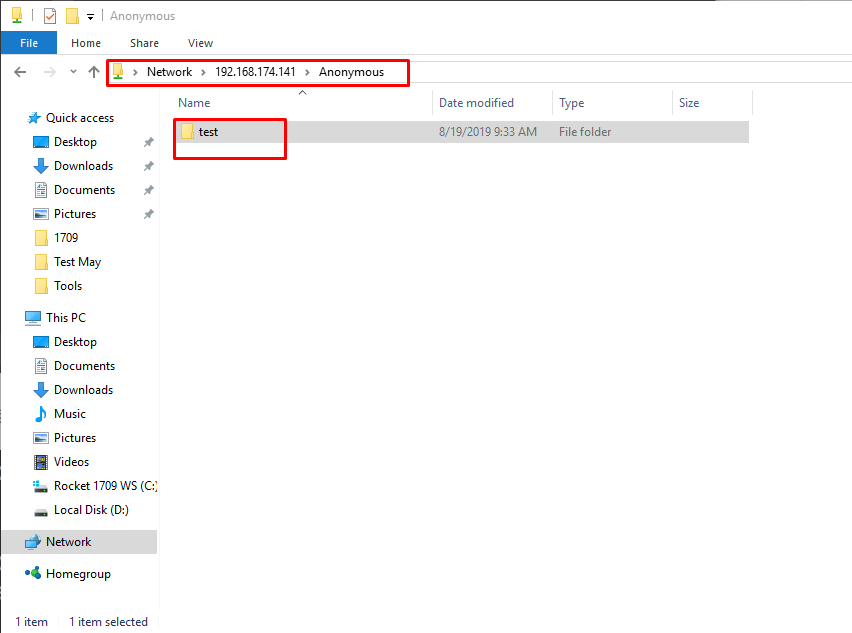 Anonymous
File Home Share View
Network 192.168.174.141 Anonymous
Name Date modified Type Size
test 8/19/2019 9:33 AM File folder
Quick access
Desktop
Downloads
Documents
Pictures
1709
Test May
Tools
This PC
Desktop
Documents
Downloads
Music
Pictures
Videos
Rocket 1709 WS (C:)
Local Disk (D:)
Network
Homegroup
1 item 1 item selected